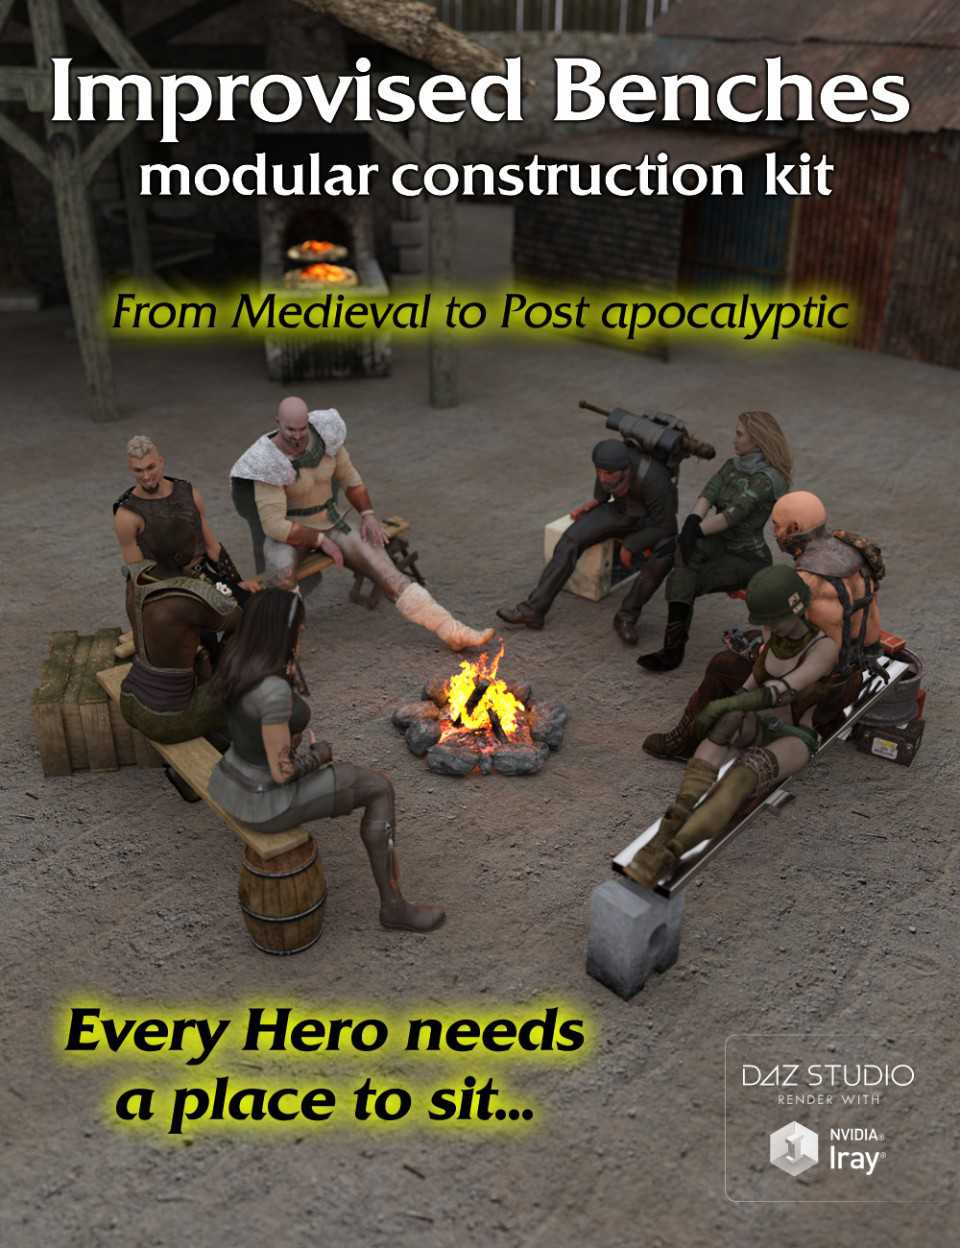 Improvised Benches
modular construction kit
From Medieval to Post apocalyptic
Every Hero needs
a place to sit...
DAZ STUDIO
RENDER WITH
NVIDIA®
Iray®